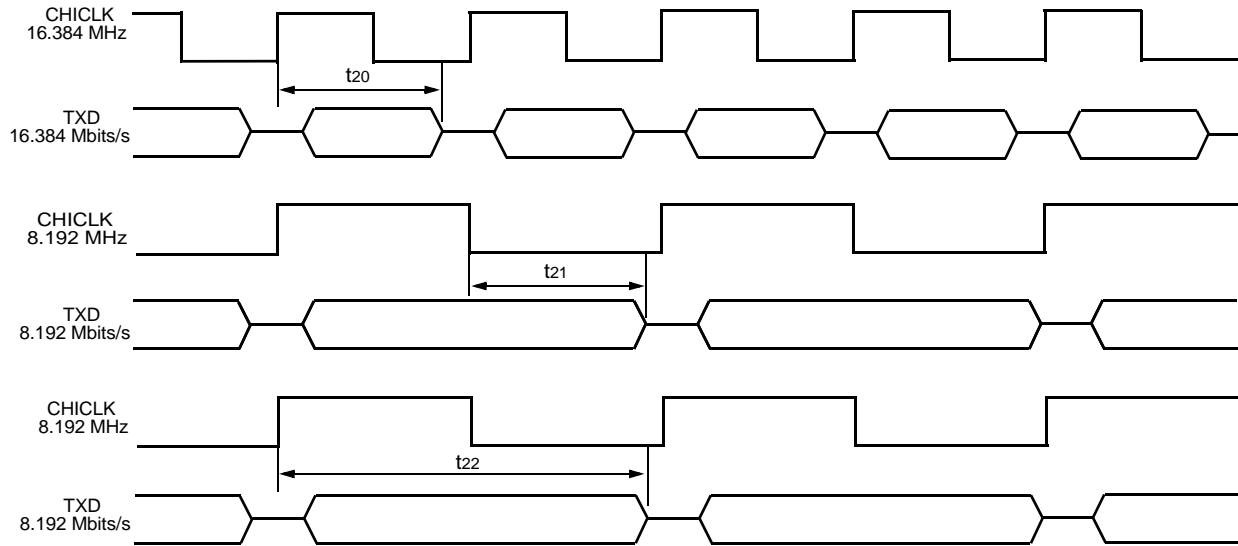 CHICLK
16.384 MHz
t20
TXD
16.384 Mbits/s
CHICLK
8.192 MHz
t21
TXD
8.192 Mbits/s
CHICLK
8.192 MHz
t22
TXD
8.192 Mbits/s